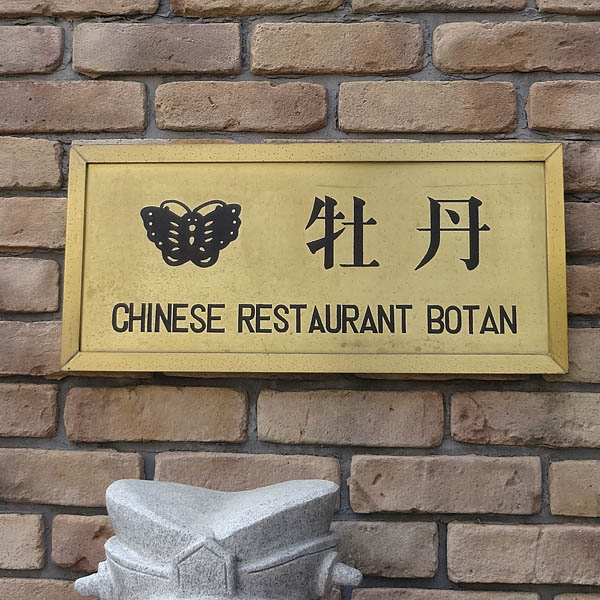 牡丹
CHINESE RESTAURANT BOTAN